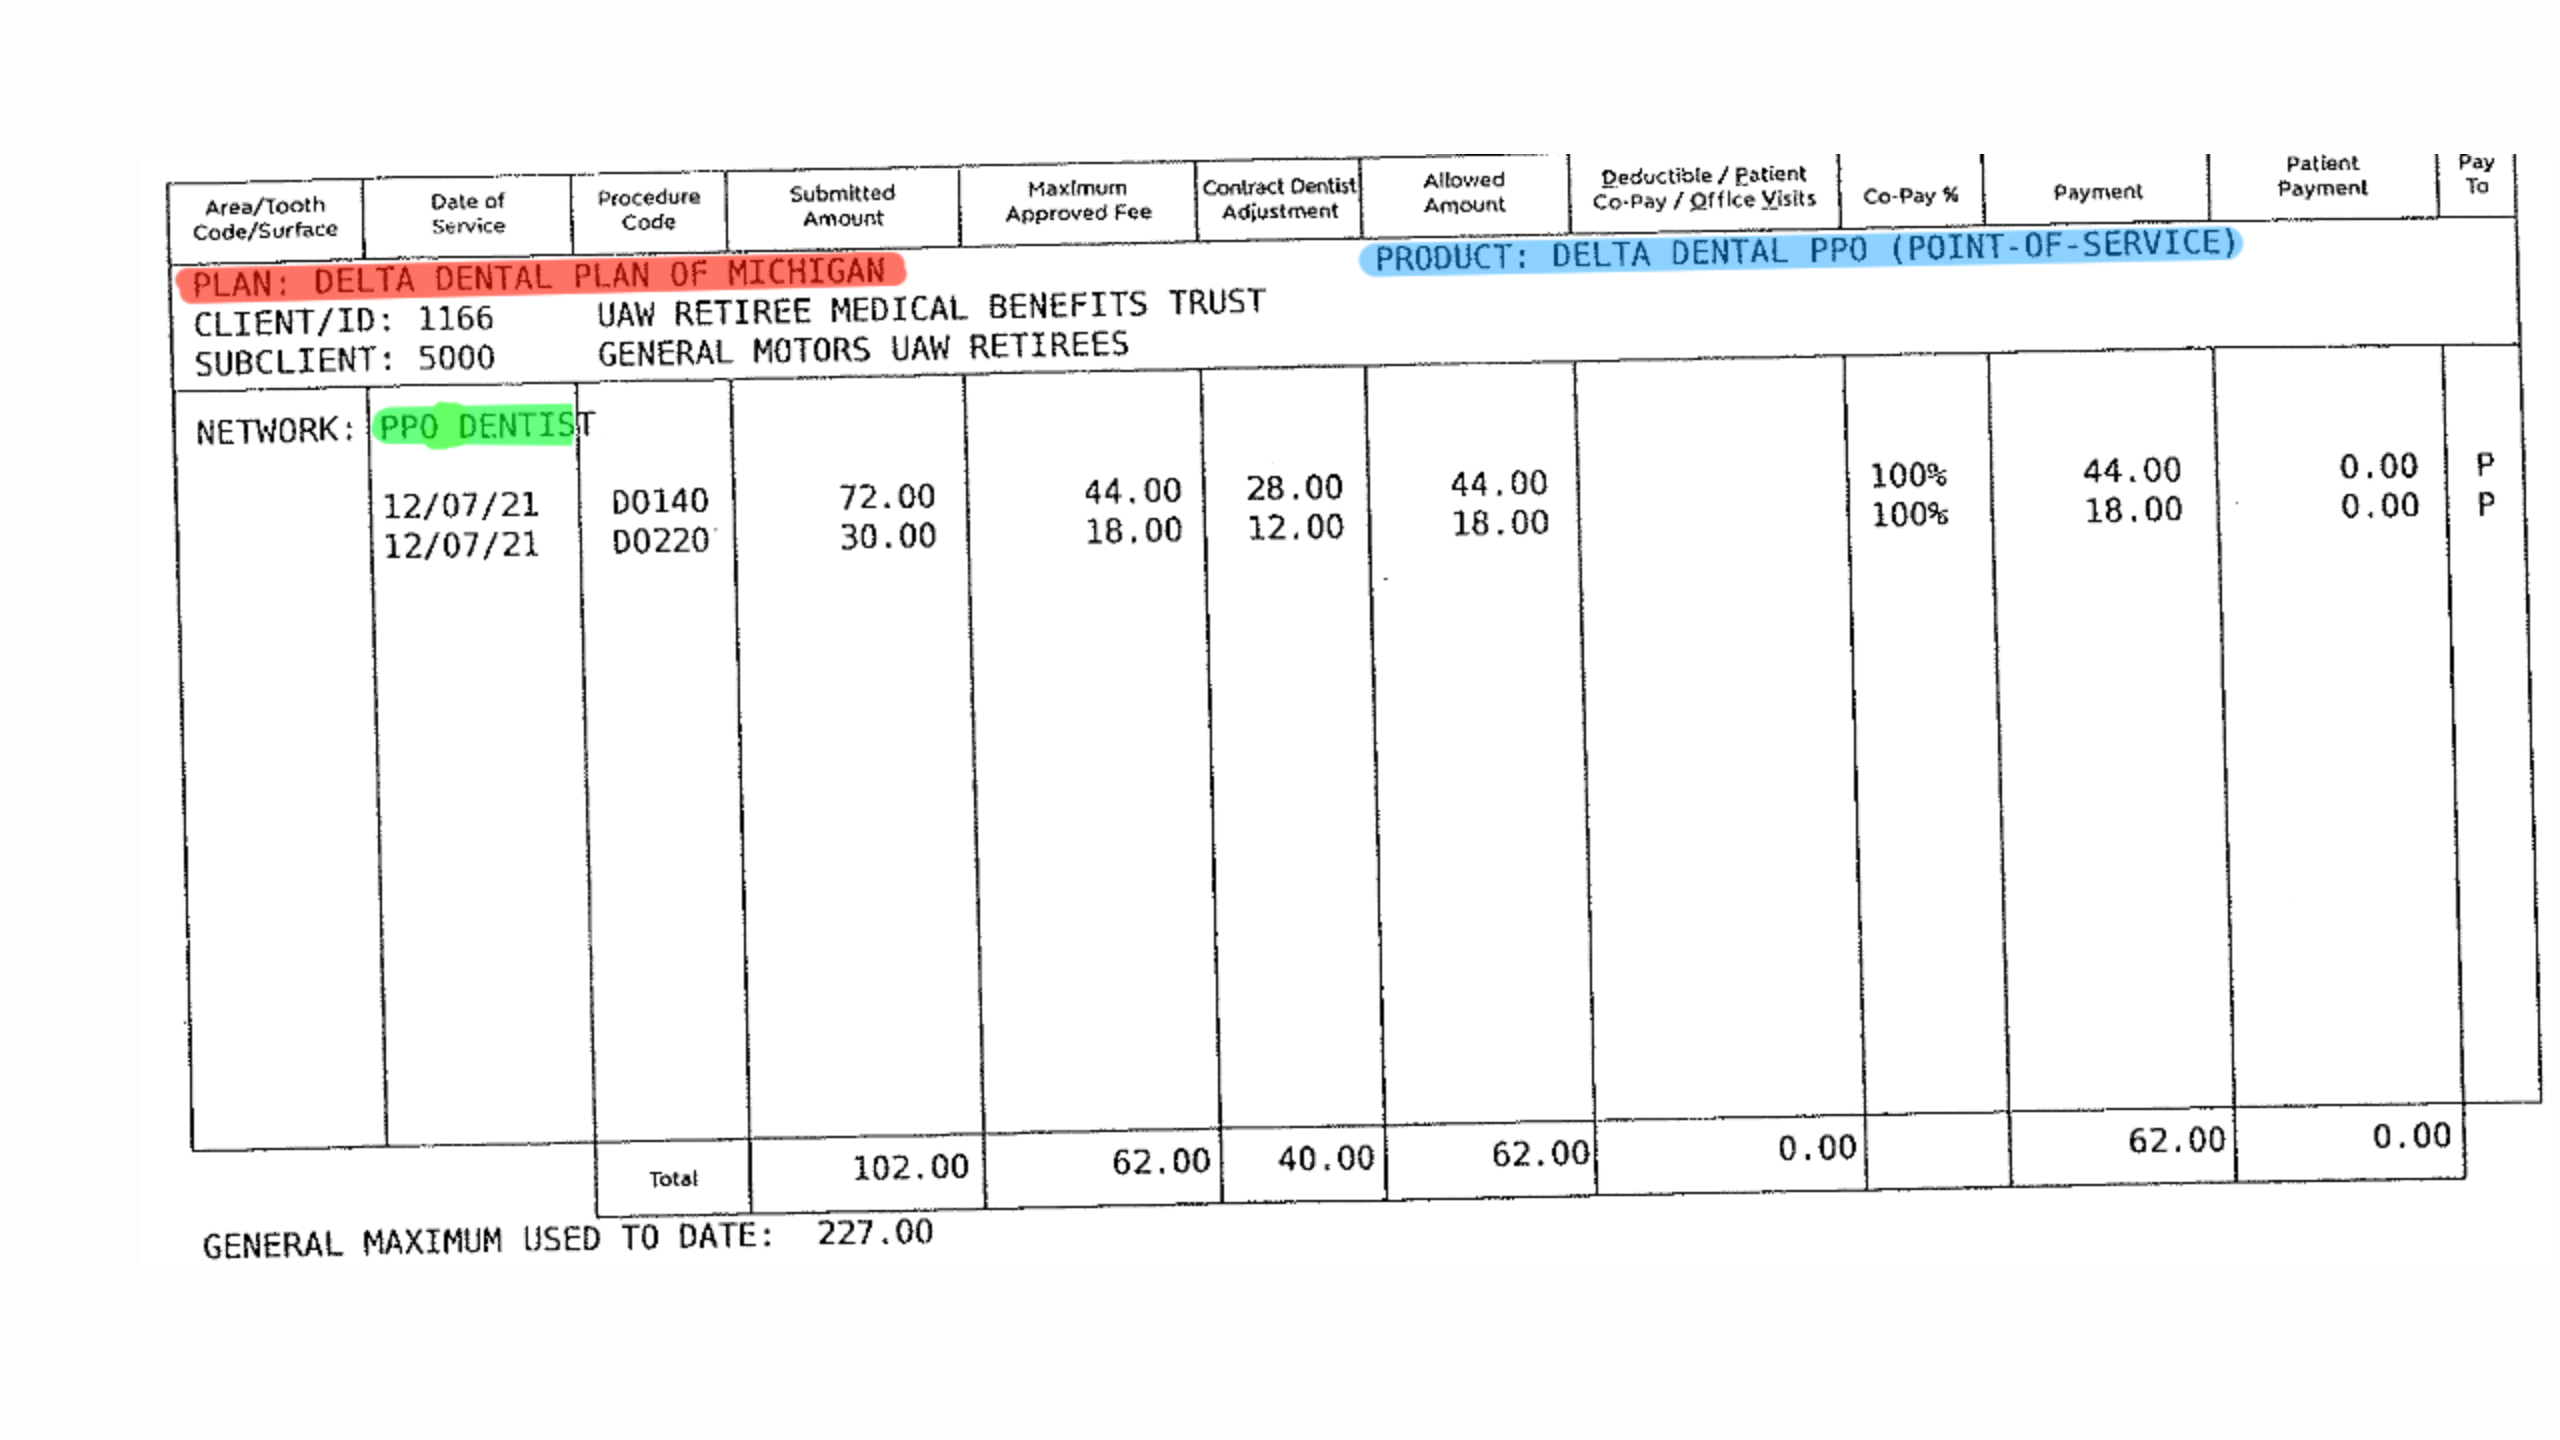 Area/Tooth Code/Surface Date of Service Procedure Code Submitted Amount Maximum Approved Fee Contract Dentist Adjustment Allowed Amount Deductible / Patient Co-Pay / Office Visits Co-Pay % Payment Patient Payment Pay To
PLAN: DELTA DENTAL PLAN OF MICHIGAN PRODUCT: DELTA DENTAL PPO (POINT-OF-SERVICE)
CLIENT/ID: 1166 UAW RETIREE MEDICAL BENEFITS TRUST
SUBCLIENT: 5000 GENERAL MOTORS UAW RETIREES
NETWORK: PPO DENTIST
12/07/21 D0140 72.00 44.00 28.00 44.00 100% 44.00 0.00 P
12/07/21 D0220 30.00 18.00 12.00 18.00 100% 18.00 0.00 P
Total 102.00 62.00 40.00 62.00 0.00 62.00 0.00
GENERAL MAXIMUM USED TO DATE: 227.00